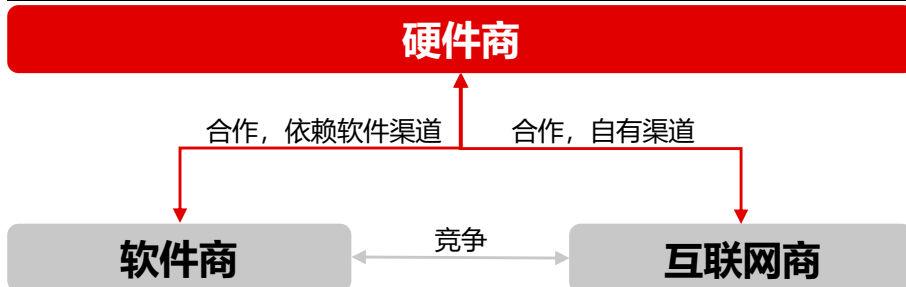 硬件商
合作，依赖软件渠道
合作，自有渠道
竞争
软件商
互联网商